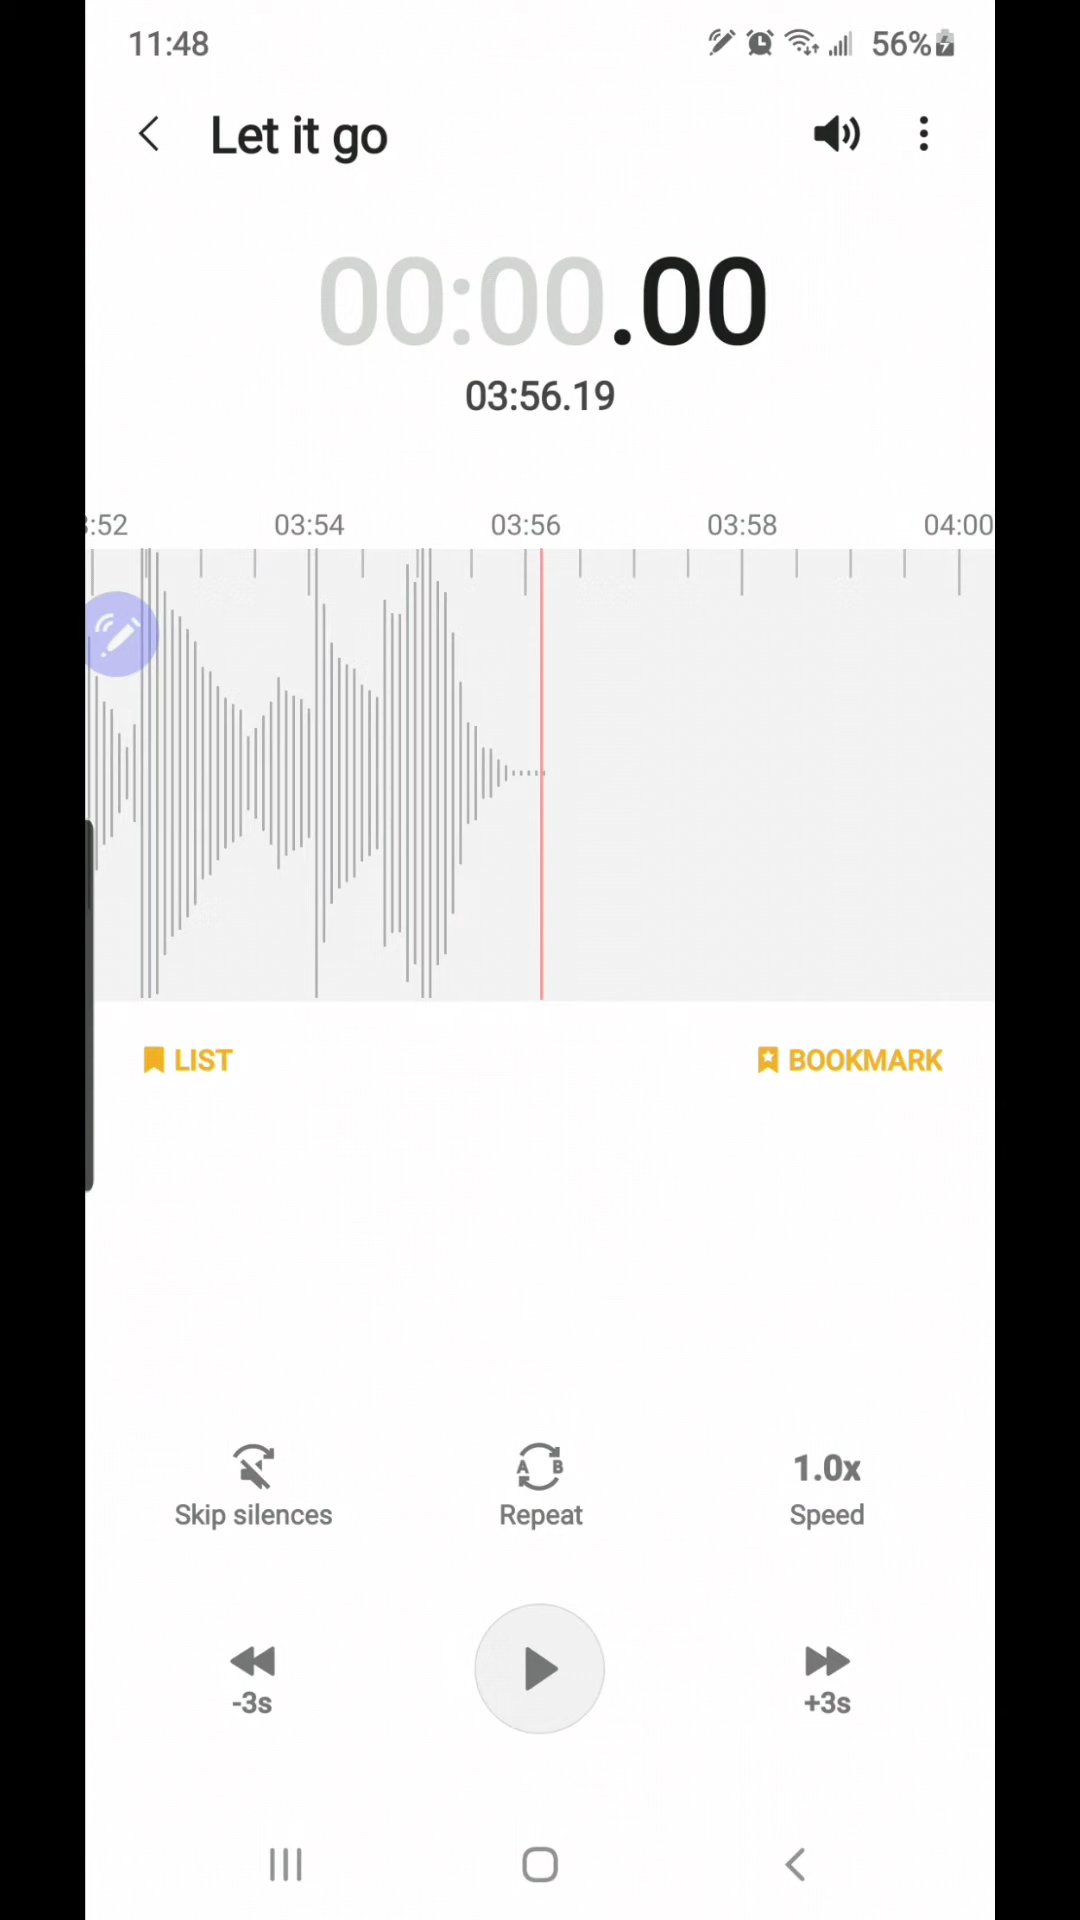 11:48 56%
Let it go
00:00.00
03:56.19
:52 03:54 03:56 03:58 04:00
LIST BOOKMARK
A B 1.0x
Skip silences Repeat Speed
-3s +3s